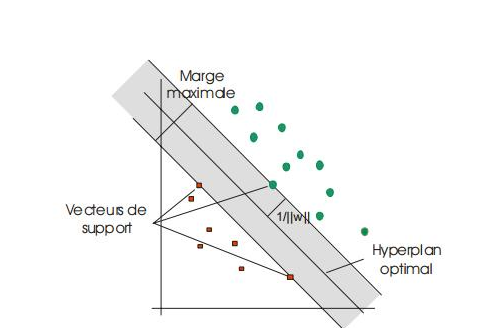 Marge
maximale
1/||w||
Vecteurs de
support
Hyperplan
optimal